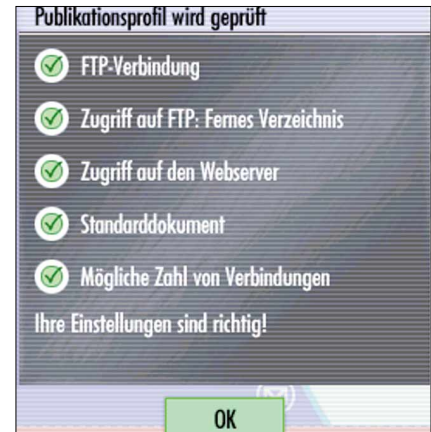 Publikationsprofil wird geprüft
FTP-Verbindung
Zugriff auf FTP: Fernes Verzeichnis
Zugriff auf den Webserver
Standarddokument
Mögliche Zahl von Verbindungen
Ihre Einstellungen sind richtig!
OK